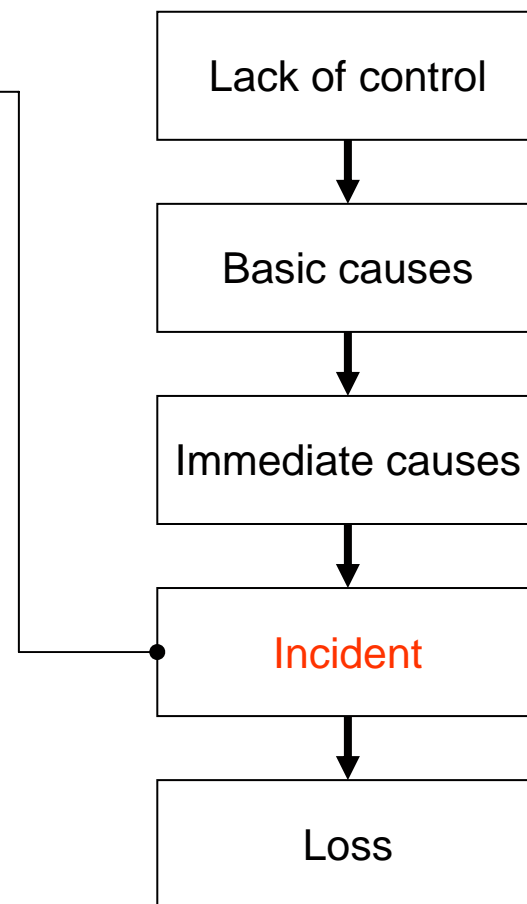 Lack of control
Basic causes
Immediate causes
Incident
Loss